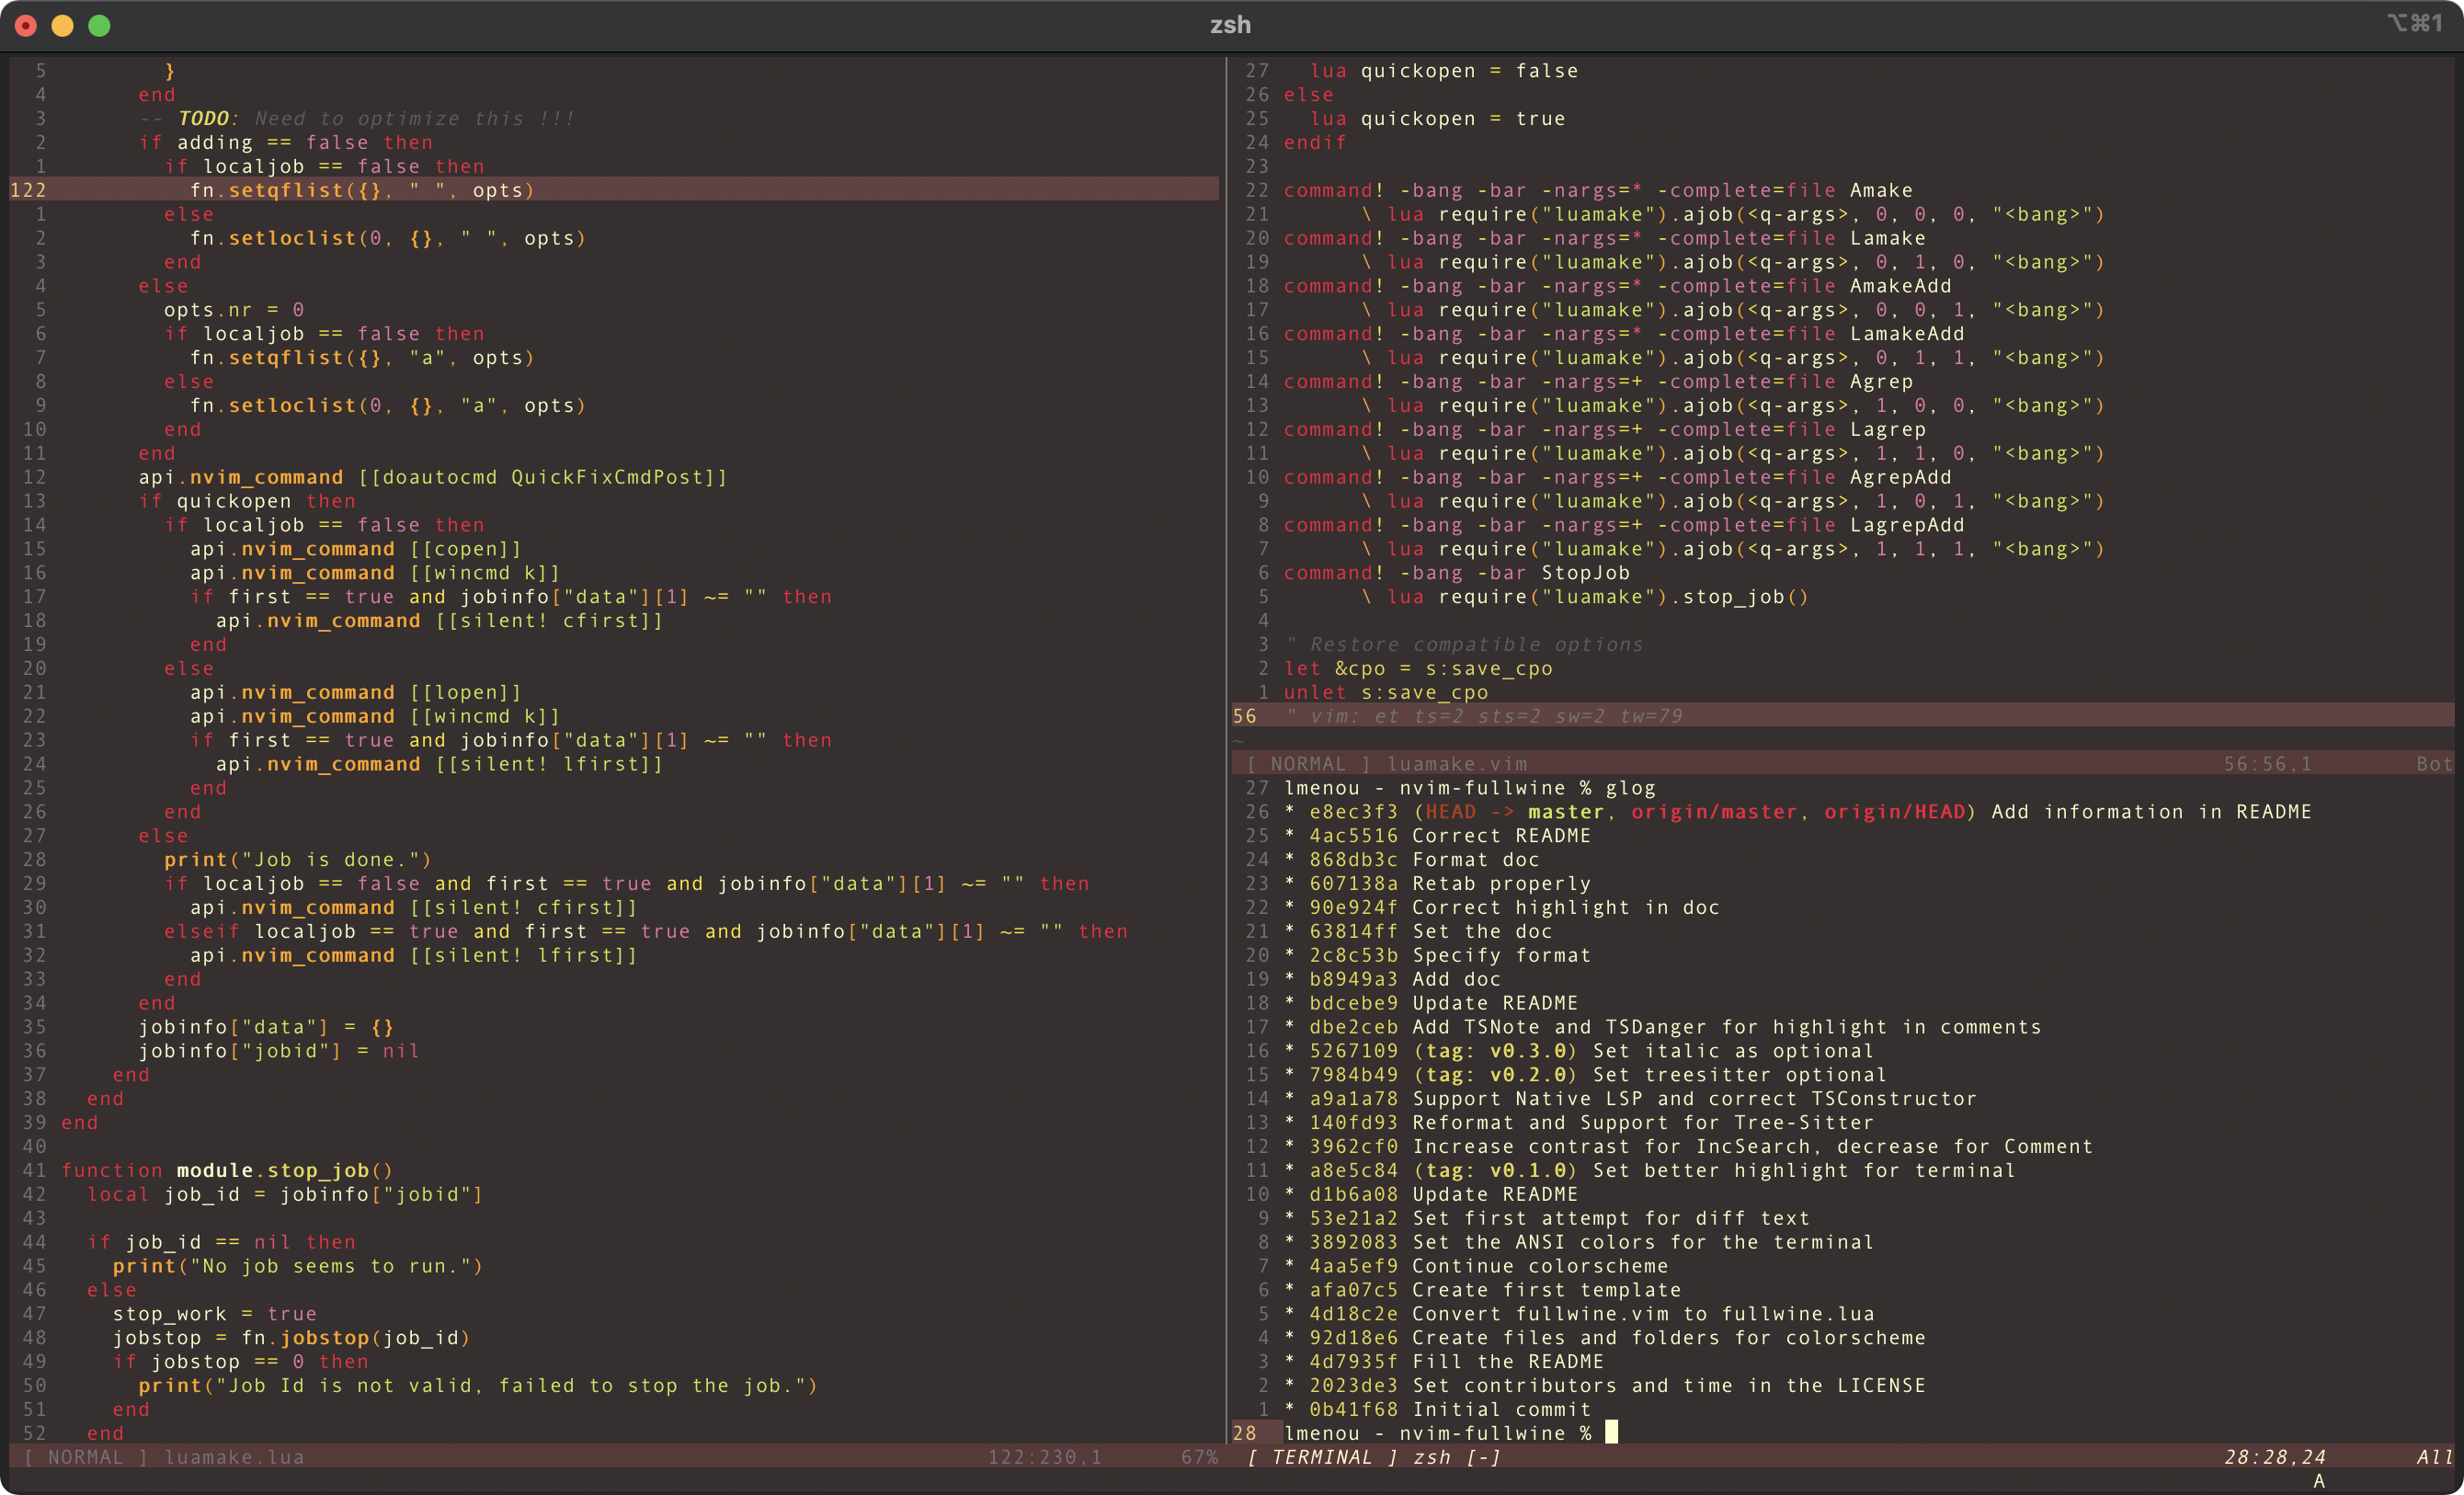 zsh
⌥⌘1
5         }
4       end
3       -- TODO: Need to optimize this !!!
2       if adding == false then
1         if localjob == false then
122           fn.setqflist({}, " ", opts)
1         else
2           fn.setloclist(0, {}, " ", opts)
3         end
4       else
5         opts.nr = 0
6         if localjob == false then
7           fn.setqflist({}, "a", opts)
8         else
9           fn.setloclist(0, {}, "a", opts)
10         end
11       end
12       api.nvim_command [[doautocmd QuickFixCmdPost]]
13       if quickopen then
14         if localjob == false then
15           api.nvim_command [[copen]]
16           api.nvim_command [[wincmd k]]
17           if first == true and jobinfo["data"][1] ~= "" then
18             api.nvim_command [[silent! cfirst]]
19           end
20         else
21           api.nvim_command [[lopen]]
22           api.nvim_command [[wincmd k]]
23           if first == true and jobinfo["data"][1] ~= "" then
24             api.nvim_command [[silent! lfirst]]
25           end
26         end
27       else
28         print("Job is done.")
29         if localjob == false and first == true and jobinfo["data"][1] ~= "" then
30           api.nvim_command [[silent! cfirst]]
31         elseif localjob == true and first == true and jobinfo["data"][1] ~= "" then
32           api.nvim_command [[silent! lfirst]]
33         end
34       end
35       jobinfo["data"] = {}
36       jobinfo["jobid"] = nil
37     end
38   end
39 end
40
41 function module.stop_job()
42   local job_id = jobinfo["jobid"]
43
44   if job_id == nil then
45     print("No job seems to run.")
46   else
47     stop_work = true
48     jobstop = fn.jobstop(job_id)
49     if jobstop == 0 then
50       print("Job Id is not valid, failed to stop the job.")
51     end
52   end
[ NORMAL ] luamake.lua 122:230,1 67%
27   lua quickopen = false
26 else
25   lua quickopen = true
24 endif
23
22 command! -bang -bar -nargs=* -complete=file Amake
21       \ lua require("luamake").ajob(<q-args>, 0, 0, 0, "<bang>")
20 command! -bang -bar -nargs=* -complete=file Lamake
19       \ lua require("luamake").ajob(<q-args>, 0, 1, 0, "<bang>")
18 command! -bang -bar -nargs=* -complete=file AmakeAdd
17       \ lua require("luamake").ajob(<q-args>, 0, 0, 1, "<bang>")
16 command! -bang -bar -nargs=* -complete=file LamakeAdd
15       \ lua require("luamake").ajob(<q-args>, 0, 1, 1, "<bang>")
14 command! -bang -bar -nargs=+ -complete=file Agrep
13       \ lua require("luamake").ajob(<q-args>, 1, 0, 0, "<bang>")
12 command! -bang -bar -nargs=+ -complete=file Lagrep
11       \ lua require("luamake").ajob(<q-args>, 1, 1, 0, "<bang>")
10 command! -bang -bar -nargs=+ -complete=file AgrepAdd
9       \ lua require("luamake").ajob(<q-args>, 1, 0, 1, "<bang>")
8 command! -bang -bar -nargs=+ -complete=file LagrepAdd
7       \ lua require("luamake").ajob(<q-args>, 1, 1, 1, "<bang>")
6 command! -bang -bar StopJob
5       \ lua require("luamake").stop_job()
4
3 " Restore compatible options
2 let &cpo = s:save_cpo
1 unlet s:save_cpo
56 " vim: et ts=2 sts=2 sw=2 tw=79
~
[ NORMAL ] luamake.vim 56:56,1 Bot
27 lmenou - nvim-fullwine % glog
26 * e8ec3f3 (HEAD -> master, origin/master, origin/HEAD) Add information in README
25 * 4ac5516 Correct README
24 * 868db3c Format doc
23 * 607138a Retab properly
22 * 90e924f Correct highlight in doc
21 * 63814ff Set the doc
20 * 2c8c53b Specify format
19 * b8949a3 Add doc
18 * bdcebe9 Update README
17 * dbe2ceb Add TSNote and TSDanger for highlight in comments
16 * 5267109 (tag: v0.3.0) Set italic as optional
15 * 7984b49 (tag: v0.2.0) Set treesitter optional
14 * a9a1a78 Support Native LSP and correct TSConstructor
13 * 140fd93 Reformat and Support for Tree-Sitter
12 * 3962cf0 Increase contrast for IncSearch, decrease for Comment
11 * a8e5c84 (tag: v0.1.0) Set better highlight for terminal
10 * d1b6a08 Update README
9 * 53e21a2 Set first attempt for diff text
8 * 3892083 Set the ANSI colors for the terminal
7 * 4aa5ef9 Continue colorscheme
6 * afa07c5 Create first template
5 * 4d18c2e Convert fullwine.vim to fullwine.lua
4 * 92d18e6 Create files and folders for colorscheme
3 * 4d7935f Fill the README
2 * 2023de3 Set contributors and time in the LICENSE
1 * 0b41f68 Initial commit
28 lmenou - nvim-fullwine %
[ TERMINAL ] zsh [-] 28:28,24 All
A